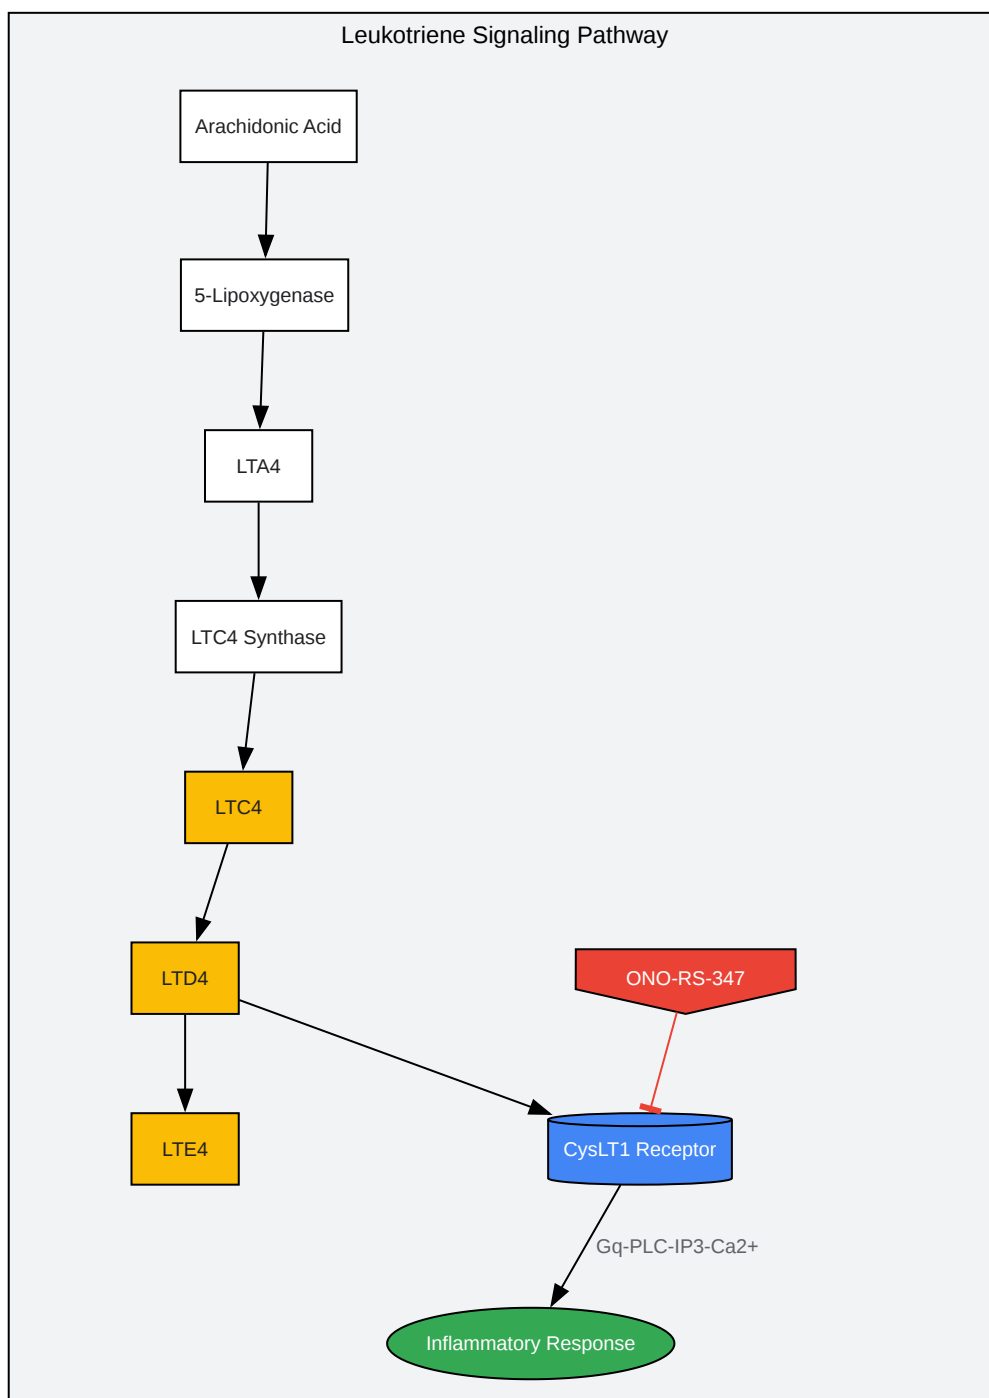 Leukotriene Signaling Pathway
Arachidonic Acid
5-Lipoxygenase
LTA4
LTC4 Synthase
LTC4
LTD4
ONO-RS-347
LTE4
CysLT1 Receptor
Gq-PLC-IP3-Ca2+
Inflammatory Response